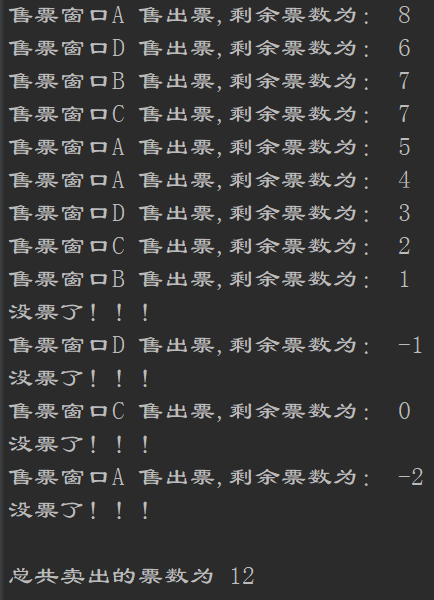 售票窗口A 售出票,剩余票数为： 8
售票窗口D 售出票,剩余票数为： 6
售票窗口B 售出票,剩余票数为： 7
售票窗口C 售出票,剩余票数为： 7
售票窗口A 售出票,剩余票数为： 5
售票窗口A 售出票,剩余票数为： 4
售票窗口D 售出票,剩余票数为： 3
售票窗口C 售出票,剩余票数为： 2
售票窗口B 售出票,剩余票数为： 1
没票了！！！
售票窗口D 售出票,剩余票数为： -1
没票了！！！
售票窗口C 售出票,剩余票数为： 0
没票了！！！
售票窗口A 售出票,剩余票数为： -2
没票了！！！
总共卖出的票数为 12